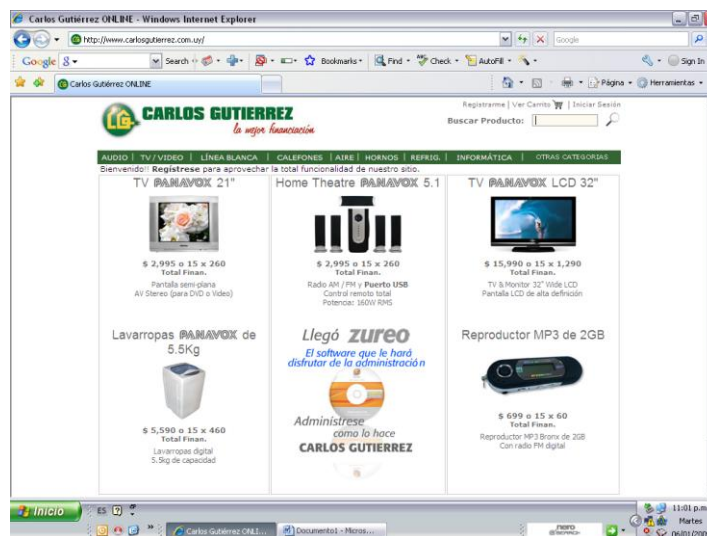 Carlos Gutiérrez ONLINE - Windows Internet Explorer
http://www.carlosgutierrez.com.uy/
Google
Google
Search
Bookmarks
Find
Check
AutoFill
Sign In
Carlos Gutiérrez ONLINE
Página
Herramientas
Registrarme | Ver Carrito | Iniciar Sesión
CARLOS GUTIERREZ
la mejor financiación
Buscar Producto:
AUDIO | TV / VIDEO | LÍNEA BLANCA | CALEFONES | AIRE | HORNOS | REFRIG. | INFORMÁTICA | OTRAS CATEGORIAS
Bienvenido!! Regístrese para aprovechar la total funcionalidad de nuestro sitio.
TV PANAVOX 21"
$ 2,995 o 15 x 260
Total Finan.
Pantalla semi-plana
AV Stereo (para DVD o Video)
Home Theatre PANAVOX 5.1
$ 2,995 o 15 x 260
Total Finan.
Radio AM / FM y Puerto USB
Control remoto total
Potencia: 160W RMS
TV PANAVOX LCD 32"
$ 15,990 o 15 x 1,290
Total Finan.
TV & Monitor 32" Wide LCD
Pantalla LCD de alta definición
Lavarropas PANAVOX de
5.5Kg
$ 5,590 o 15 x 460
Total Finan.
Lavarropas digital
5.5kg de capacidad
Llegó zureo
El software que le hará
disfrutar de la administración
Adminístrese
como lo hace
CARLOS GUTIERREZ
Reproductor MP3 de 2GB
$ 699 o 15 x 60
Total Finan.
Reproductor MP3 Bronx de 2GB
Con radio FM digital
Inicio
ES
Carlos Gutiérrez ONLI...
Documento1 - Micros...
nero
11:01 p.m.
Martes